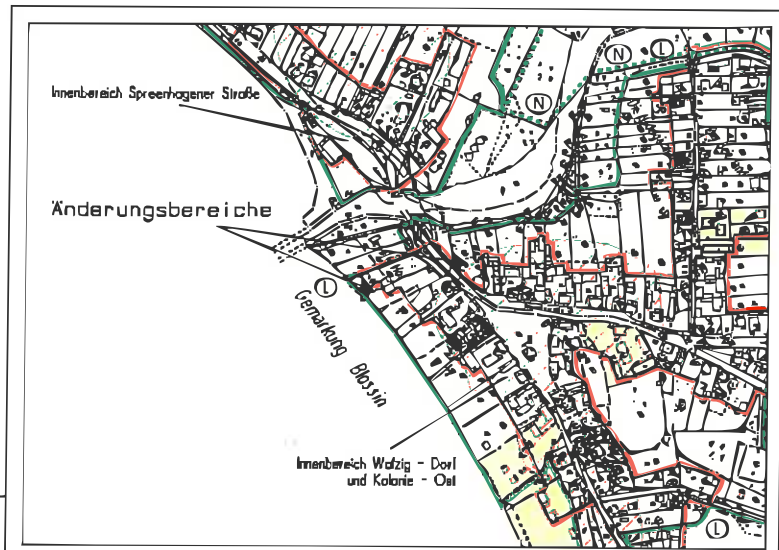 N
L
N
Innenbereich Spreenhagener Straße
Änderungsbereiche
L
Gemarkung Blossin
Innenbereich Wolzig - Dorf
und Kolonie - Ost
L